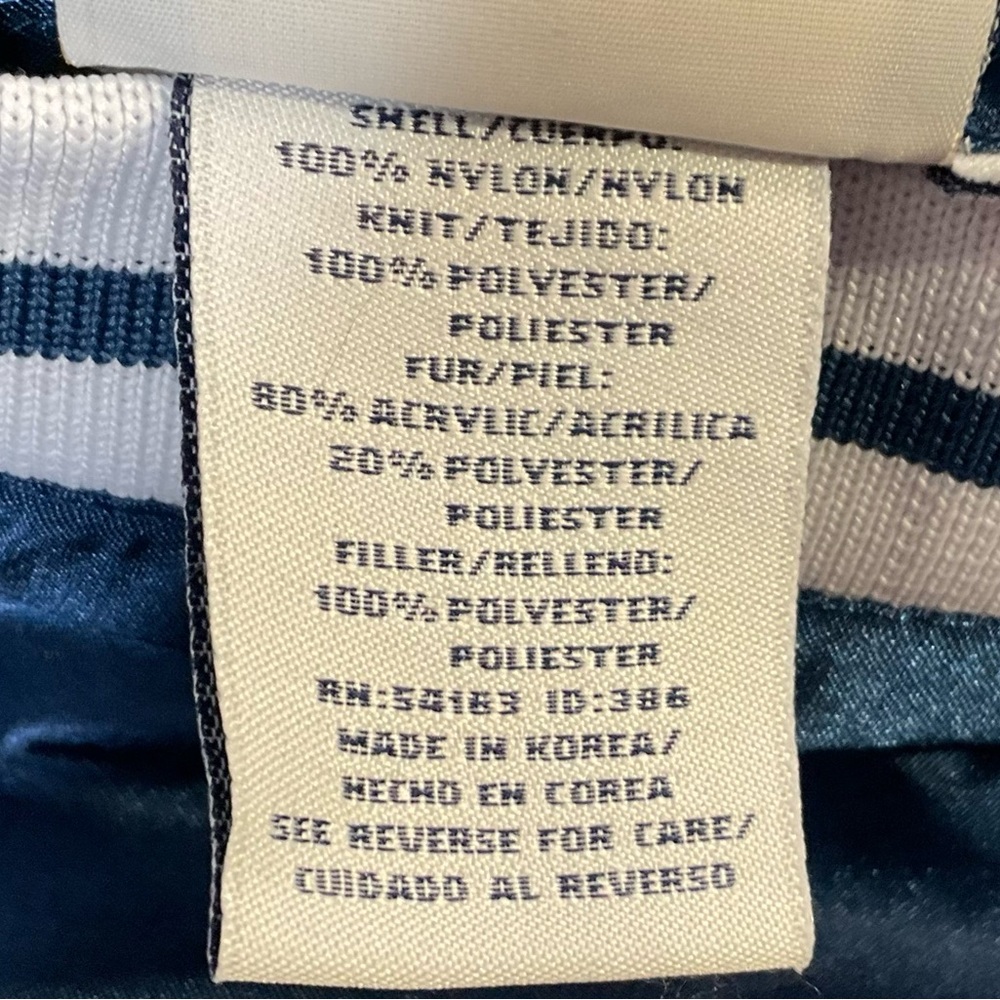 SHELL/CUERPO:
100% NYLON/NYLON
KNIT/TEJIDO:
100% POLYESTER/
POLIESTER
FUR/PIEL:
80% ACRYLIC/ACRILICA
20% POLYESTER/
POLIESTER
FILLER/RELLENO:
100% POLYESTER/
POLIESTER
RN:54163 ID:386
MADE IN KOREA/
HECHO EN COREA
SEE REVERSE FOR CARE/
CUIDADO AL REVERSO